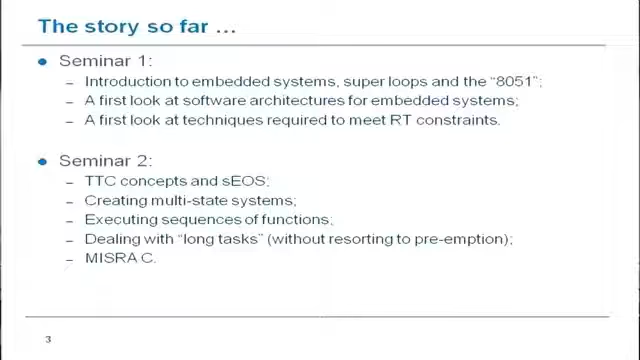 The story so far ...
Seminar 1:
– Introduction to embedded systems, super loops and the “8051”;
– A first look at software architectures for embedded systems;
– A first look at techniques required to meet RT constraints.
Seminar 2:
– TTC concepts and sEOS;
– Creating multi-state systems;
– Executing sequences of functions;
– Dealing with “long tasks” (without resorting to pre-emption);
– MISRA C.
3